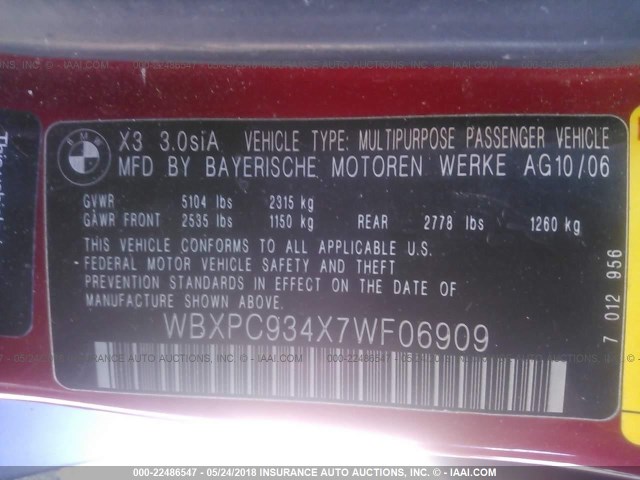 BMW
X3 3.0siA VEHICLE TYPE: MULTIPURPOSE PASSENGER VEHICLE
MFD BY BAYERISCHE MOTOREN WERKE AG 10/06
GVWR 5104 lbs 2315 kg
GAWR FRONT 2535 lbs 1150 kg REAR 2778 lbs 1260 kg
THIS VEHICLE CONFORMS TO ALL APPLICABLE U.S.
FEDERAL MOTOR VEHICLE SAFETY AND THEFT
PREVENTION STANDARDS IN EFFECT ON THE DATE OF
MANUFACTURE SHOWN ABOVE.
WBXPC934X7WF06909
7 012 956
000-22486547 - 05/24/2018 INSURANCE AUTO AUCTIONS, INC. - © IAAI.COM